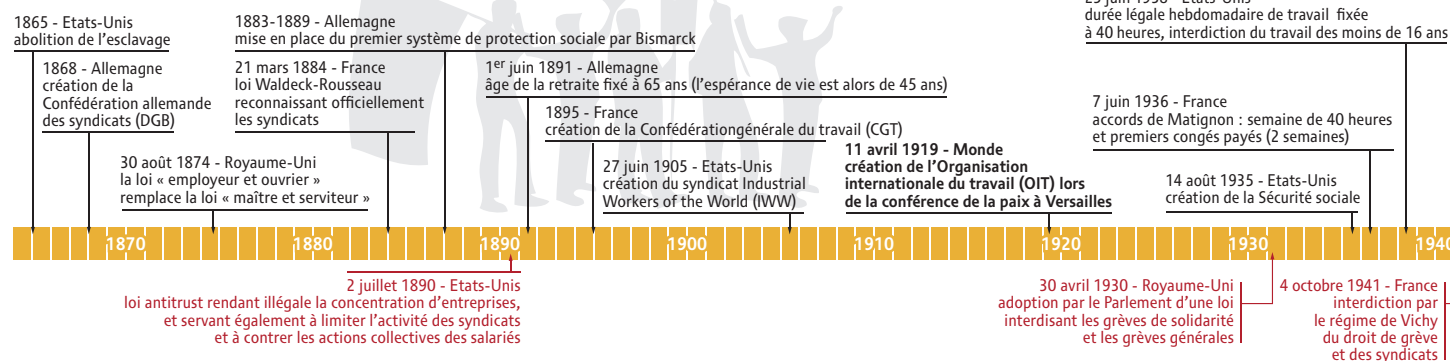 1865 - Etats-Unis
abolition de l'esclavage
1868 - Allemagne
création de la
Confédération allemande
des syndicats (DGB)
30 août 1874 - Royaume-Uni
la loi « employeur et ouvrier »
remplace la loi « maître et serviteur »
1883-1889 - Allemagne
mise en place du premier système de protection sociale par Bismarck
21 mars 1884 - France
loi Waldeck-Rousseau
reconnaissant officiellement
les syndicats
1er juin 1891 - Allemagne
âge de la retraite fixé à 65 ans (l'espérance de vie est alors de 45 ans)
1895 - France
création de la Confédérationgénérale du travail (CGT)
27 juin 1905 - Etats-Unis
création du syndicat Industrial
Workers of the World (IWW)
11 avril 1919 - Monde
création de l'Organisation
internationale du travail (OIT) lors
de la conférence de la paix à Versailles
durée légale hebdomadaire de travail fixée
à 40 heures, interdiction du travail des moins de 16 ans
7 juin 1936 - France
accords de Matignon : semaine de 40 heures
et premiers congés payés (2 semaines)
14 août 1935 - Etats-Unis
création de la Sécurité sociale
1870 1880 1890 1900 1910 1920 1930 1940
2 juillet 1890 - Etats-Unis
loi antitrust rendant illégale la concentration d'entreprises,
et servant également à limiter l'activité des syndicats
et à contrer les actions collectives des salariés
30 avril 1930 - Royaume-Uni
adoption par le Parlement d'une loi
interdisant les grèves de solidarité
et les grèves générales
4 octobre 1941 - France
interdiction par
le régime de Vichy
du droit de grève
et des syndicats